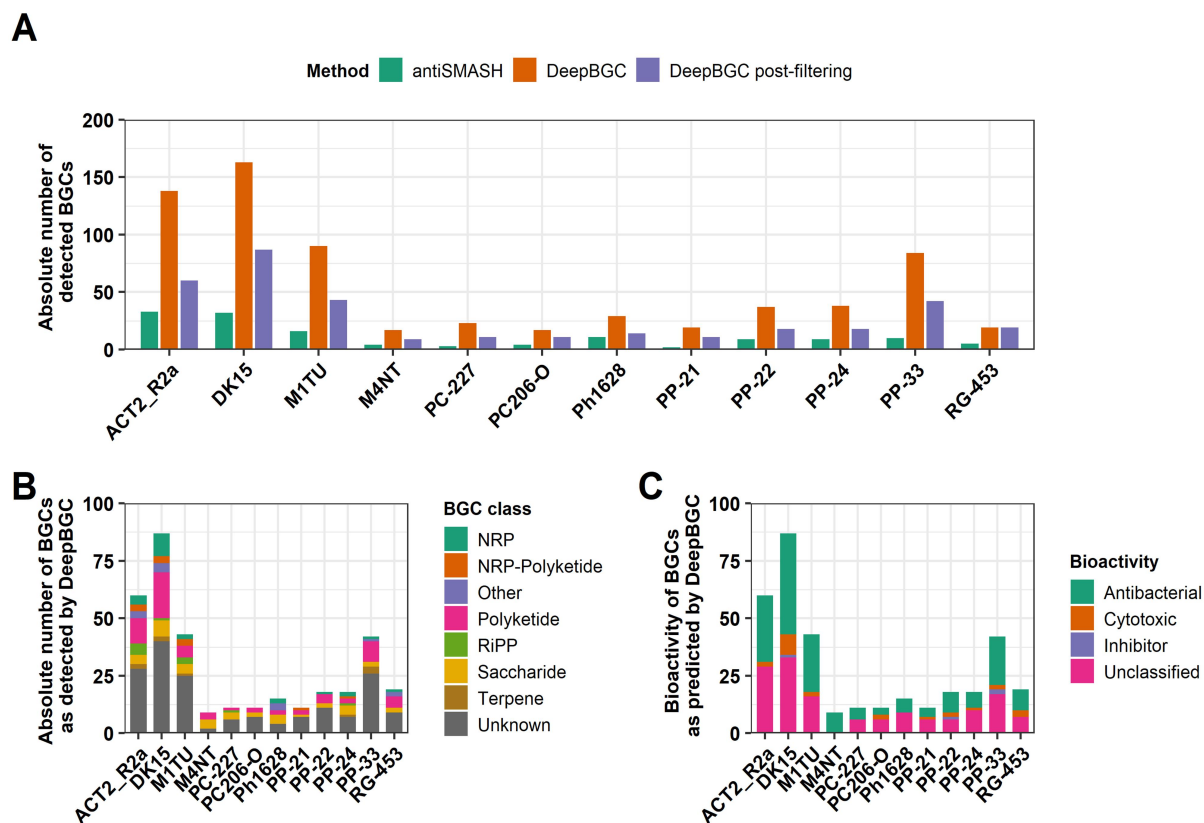 A
Method antiSMASH DeepBGC DeepBGC post-filtering
Absolute number of
detected BGCs
200
150
100
50
0
ACT2_R2a DK15 M1TU M4NT PC-227 PC206-O Ph1628 PP-21 PP-22 PP-24 PP-33 RG-453
B
Absolute number of BGCs
as detected by DeepBGC
100
75
50
25
0
ACT2_R2a DK15 M1TU M4NT PC-227 PC206-O Ph1628 PP-21 PP-22 PP-24 PP-33 RG-453
BGC class
NRP
NRP-Polyketide
Other
Polyketide
RiPP
Saccharide
Terpene
Unknown
C
Bioactivity of BGCs
as predicted by DeepBGC
100
75
50
25
0
ACT2_R2a DK15 M1TU M4NT PC-227 PC206-O Ph1628 PP-21 PP-22 PP-24 PP-33 RG-453
Bioactivity
Antibacterial
Cytotoxic
Inhibitor
Unclassified